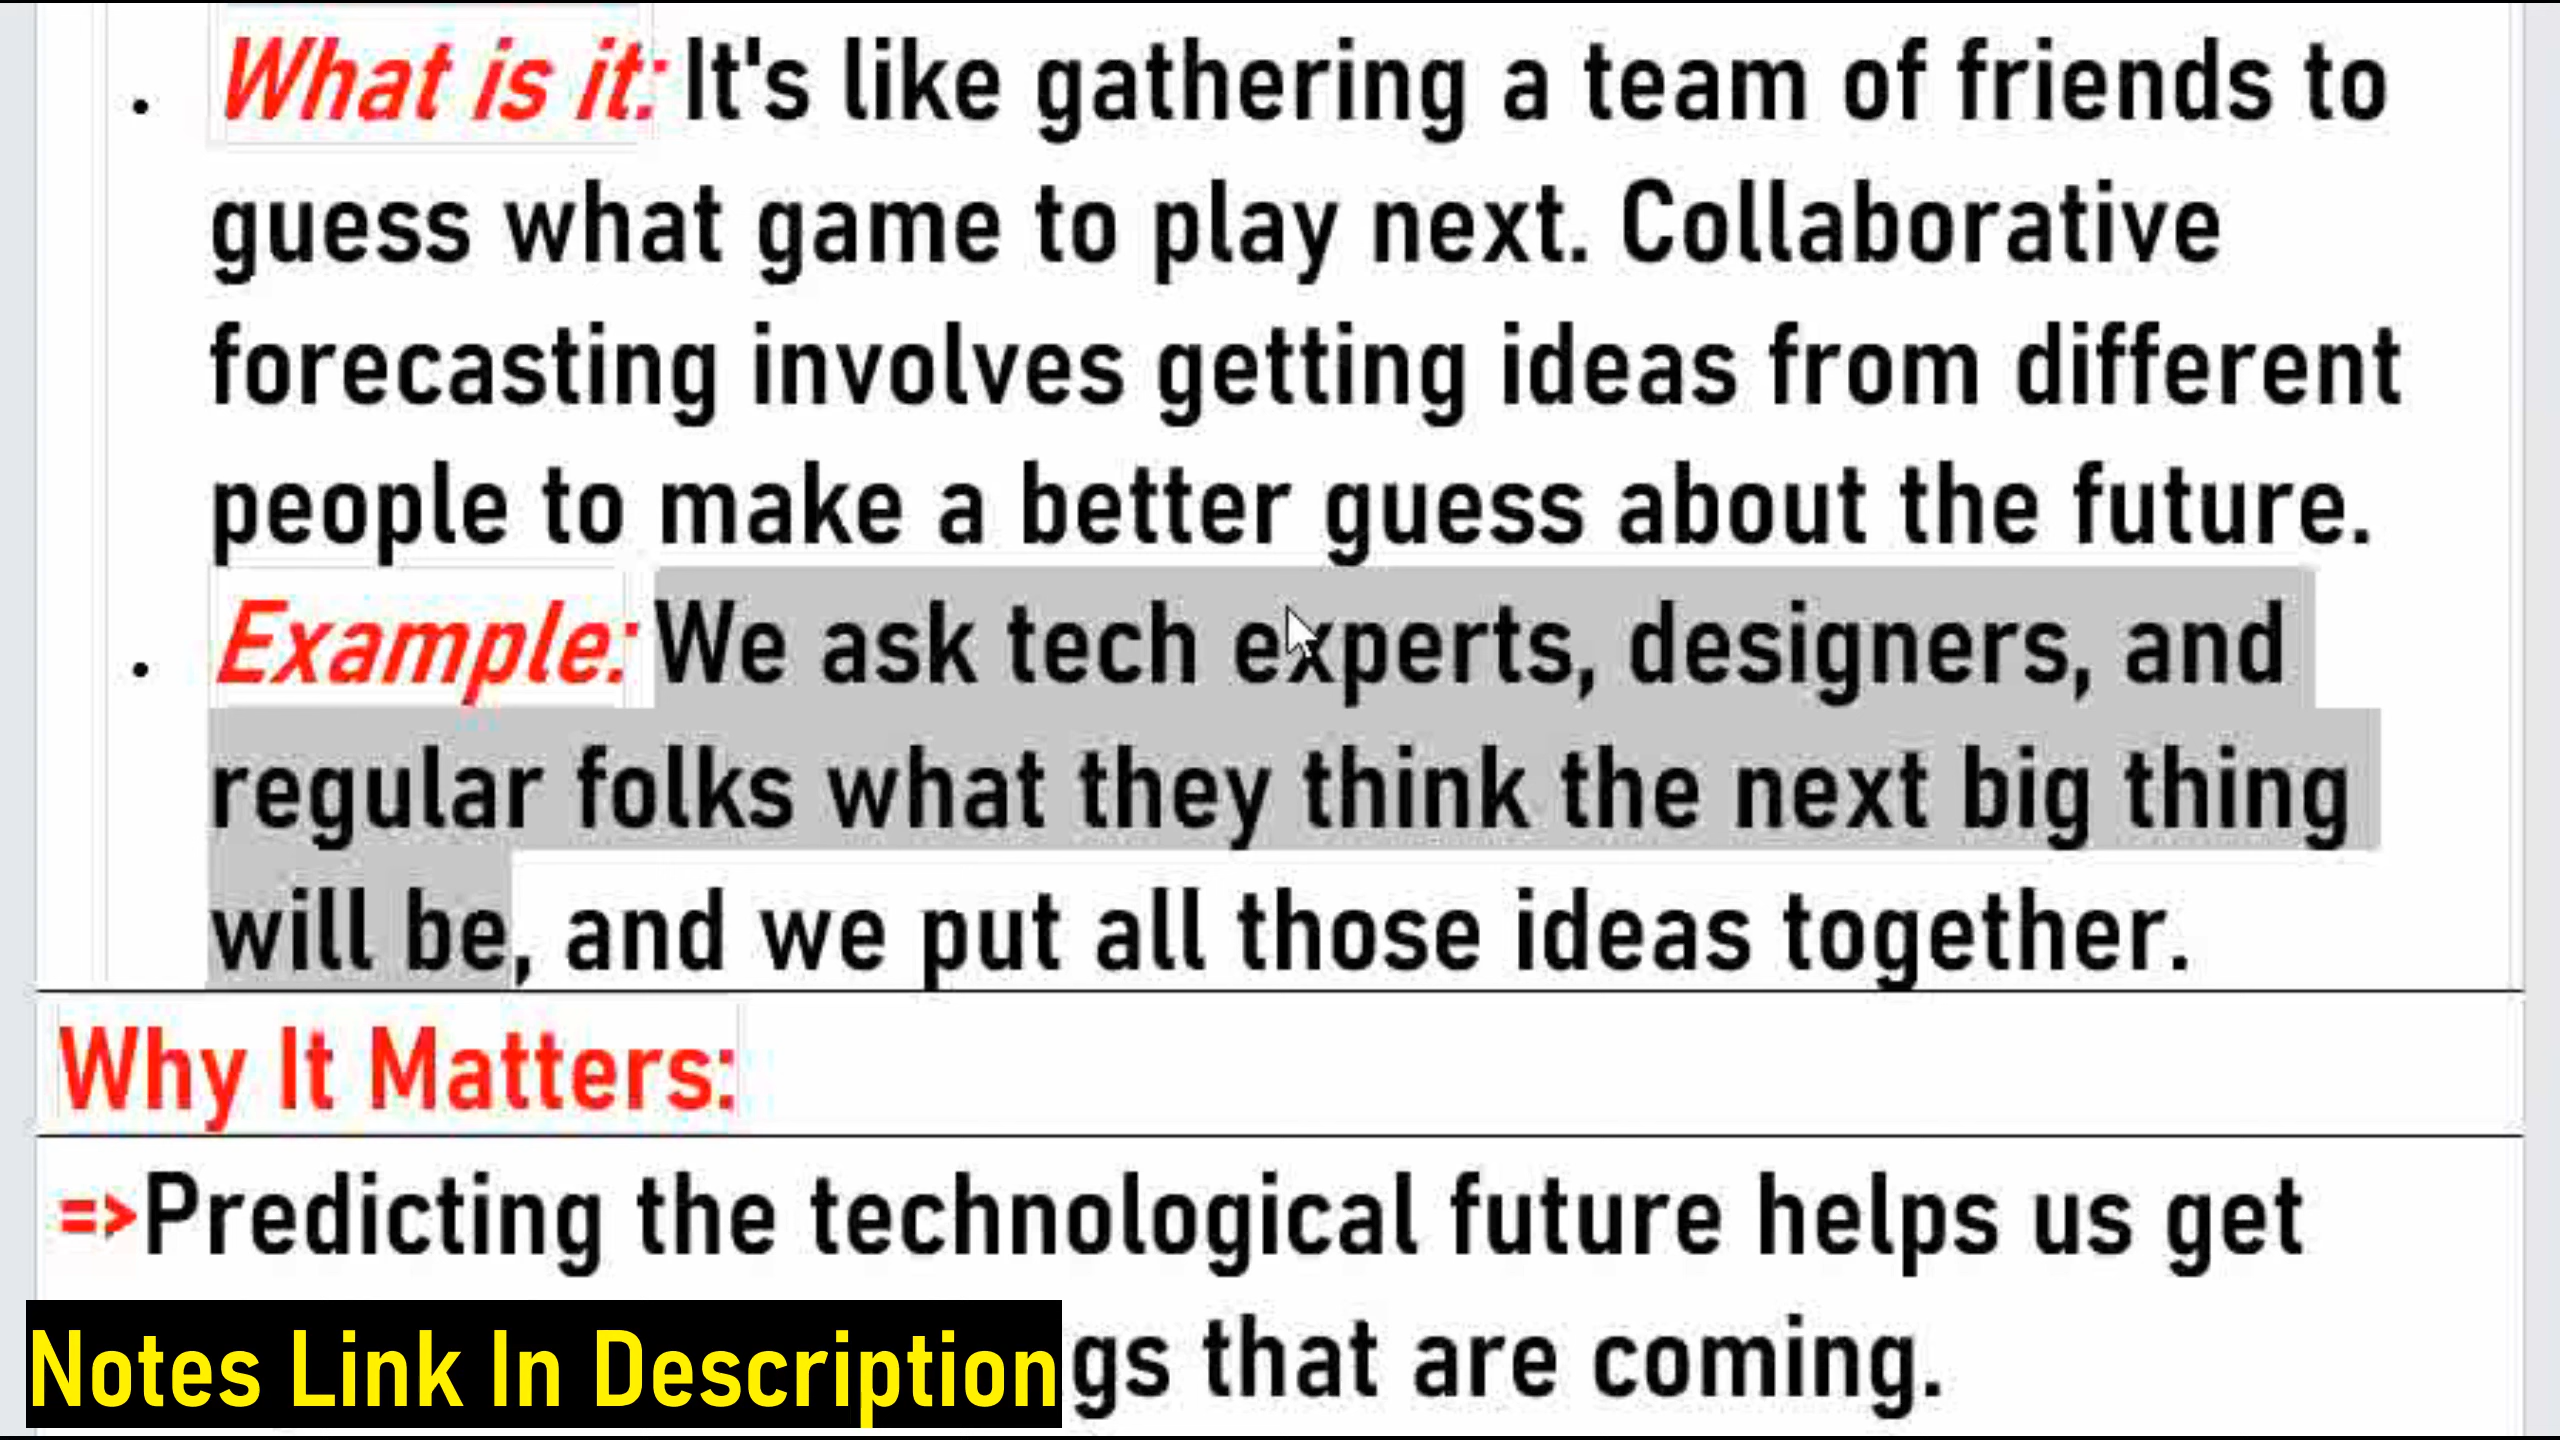 • What is it: It's like gathering a team of friends to
guess what game to play next. Collaborative
forecasting involves getting ideas from different
people to make a better guess about the future.
• Example: We ask tech experts, designers, and
regular folks what they think the next big thing
will be, and we put all those ideas together.
Why It Matters:
=>Predicting the technological future helps us get
Notes Link In Description
gs that are coming.